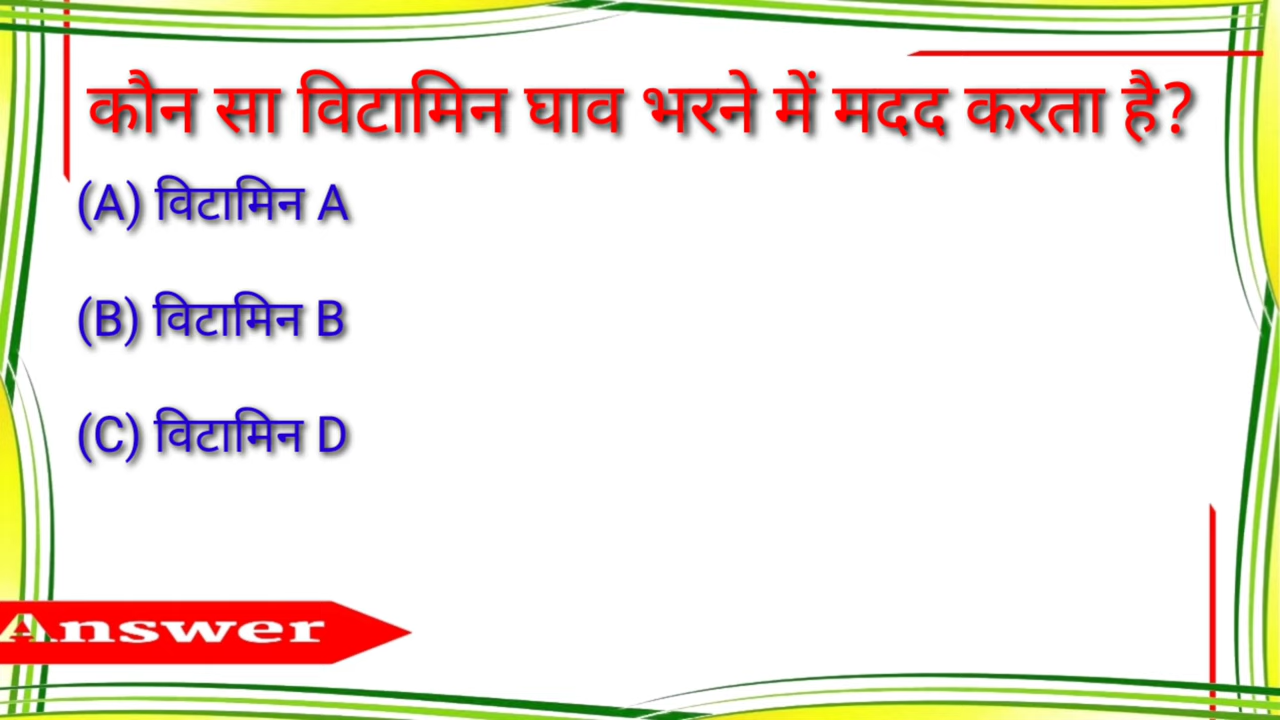 कौन सा विटामिन घाव भरने में मदद करता है?
(A) विटामिन A
(B) विटामिन B
(C) विटामिन D
Answer